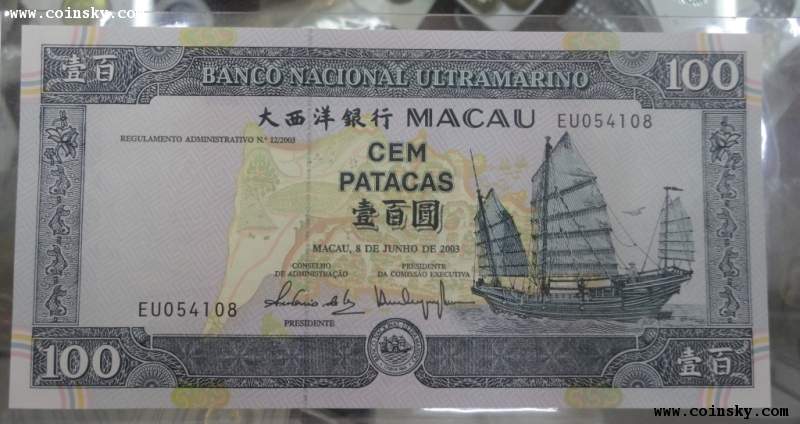 www.coinsky.com
壹百 BANCO NACIONAL ULTRAMARINO 100
大西洋銀行 MACAU EU054108
REGULAMENTO ADMINISTRATIVO N.º 12/2003
CEM
PATACAS
壹百圓
MACAU, 8 DE JUNHO DE 2003
CONSELHO
DE ADMINISTRAÇÃO
PRESIDENTE
DA COMISSÃO EXECUTIVA
EU054108
PRESIDENTE
100 壹百
www.coinsky.com